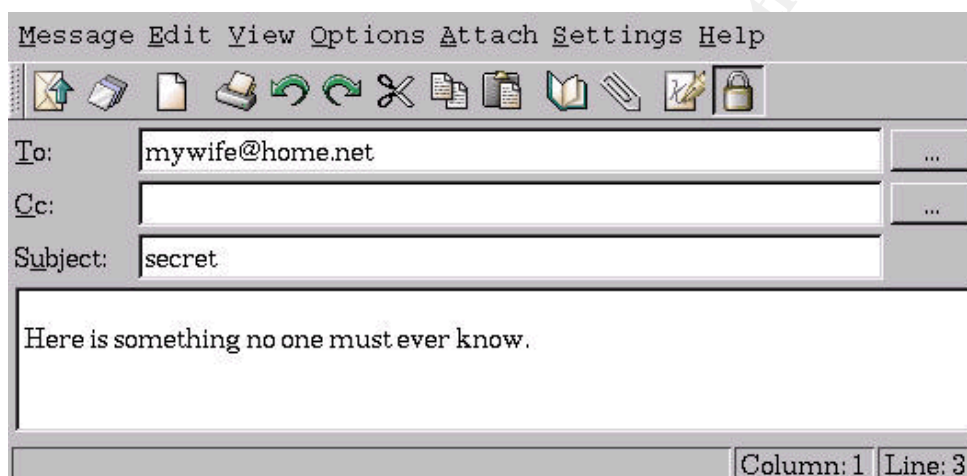 Message Edit View Options Attach Settings Help
To: mywife@home.net ...
Cc: ...
Subject: secret
Here is something no one must ever know.
Column: 1 Line: 3